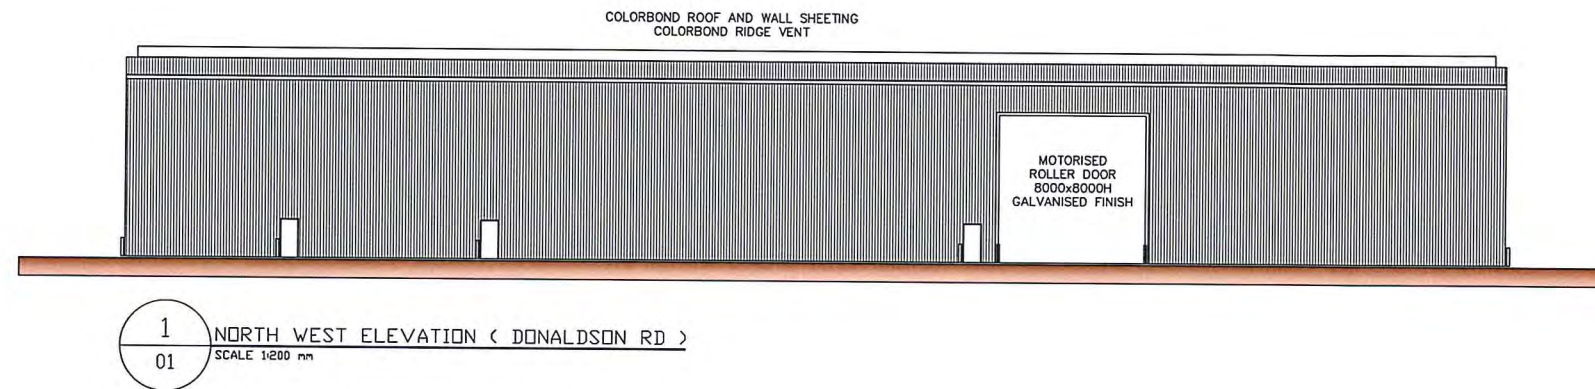 COLORBOND ROOF AND WALL SHEETING
COLORBOND RIDGE VENT
MOTORISED
ROLLER DOOR
8000x8000H
GALVANISED FINISH
1
01
NORTH WEST ELEVATION ( DONALDSON RD )
SCALE 1:200 mm